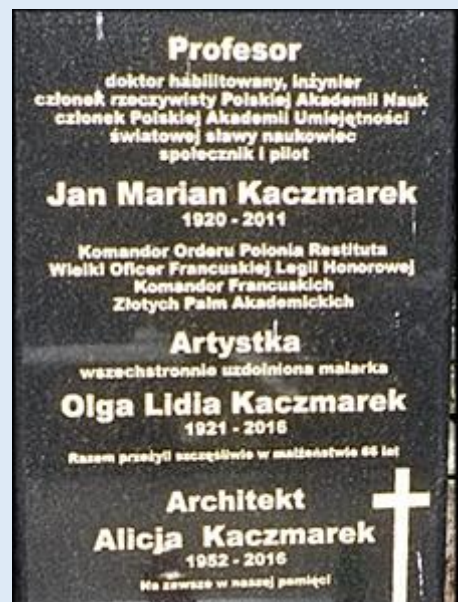 Profesor
doktor habilitowany, inżynier
członek rzeczywisty Polskiej Akademii Nauk
członek Polskiej Akademii Umiejętności
światowej sławy naukowiec
społecznik i pilot
Jan Marian Kaczmarek
1920 - 2011
Komandor Orderu Polonia Restituta
Wielki Oficer Francuskiej Legii Honorowej
Komandor Francuskich
Złotych Palm Akademickich
Artystka
wszechstronnie uzdolniona malarka
Olga Lidia Kaczmarek
1921 - 2016
Razem przeżyli szczęśliwie w małżeństwie 66 lat
Architekt
Alicja Kaczmarek
1952 - 2016
Na zawsze w naszej pamięci